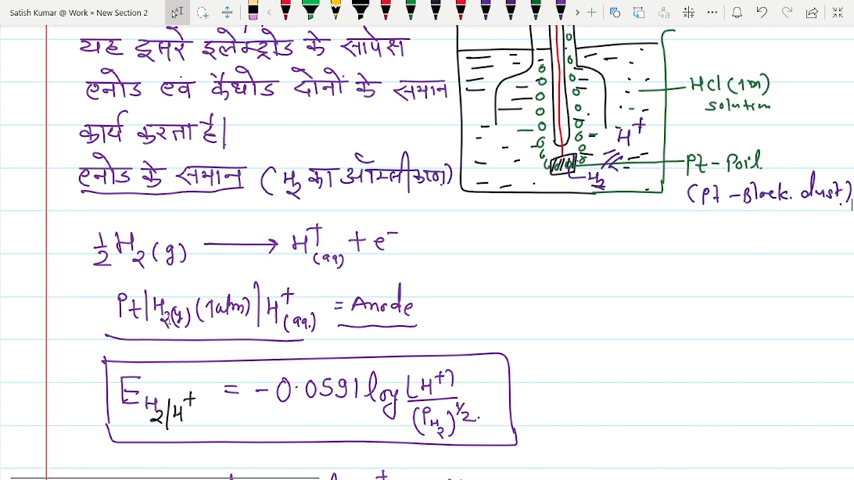 Satish Kumar @ Work » New Section 2
यह दूसरे इलेक्ट्रोड के सापेक्ष
एनोड एवं कैथोड दोनों के समान
कार्य करता है।
एनोड के समान (H₂ का ऑक्सीकरण)
½H₂(g) ⟶ H⁺(aq) + e⁻
Pt|H₂(g)(1atm)|H⁺(aq.) = Anode
E H₂/H⁺ = -0.0591 log [H⁺]/(P H₂)^½.
HCl (1M)
solution
H⁺
Pt-Foil
H₂
(Pt-Black. dust)